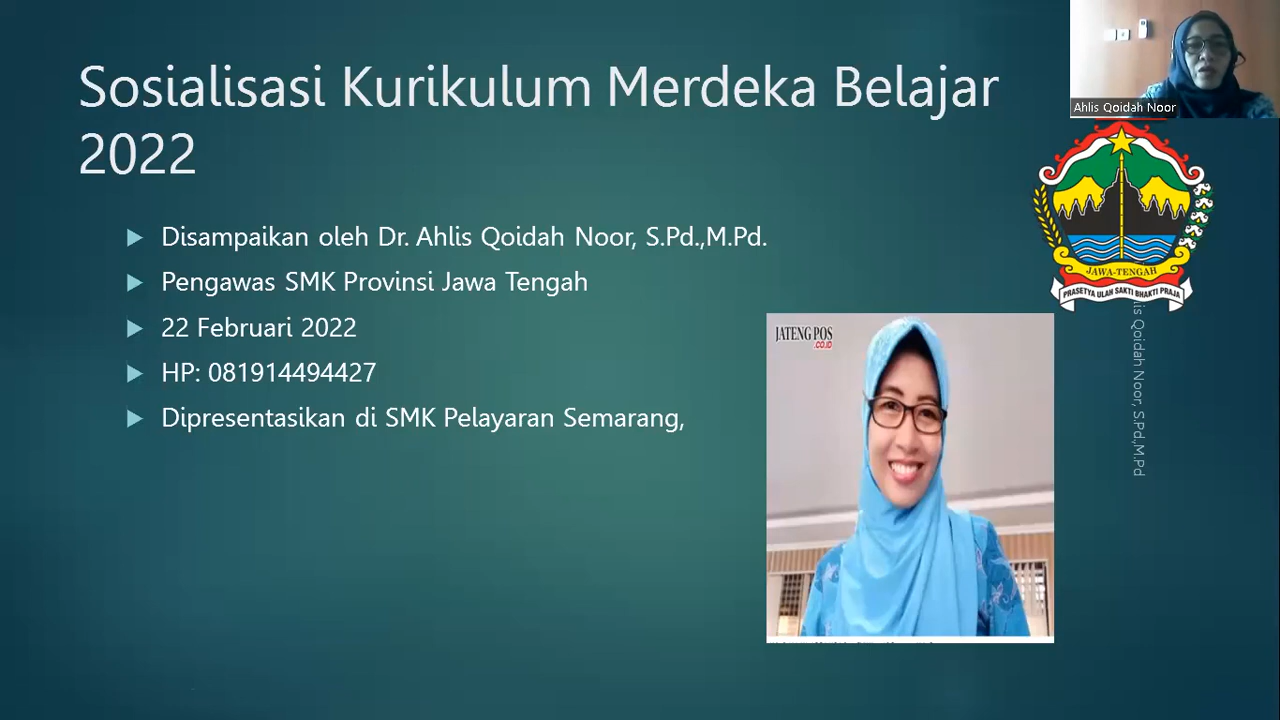 Sosialisasi Kurikulum Merdeka Belajar
2022
Disampaikan oleh Dr. Ahlis Qoidah Noor, S.Pd.,M.Pd.
Pengawas SMK Provinsi Jawa Tengah
22 Februari 2022
HP: 081914494427
Dipresentasikan di SMK Pelayaran Semarang,
Ahlis Qoidah Noor
JAWA-TENGAH
PRASETYA ULAH SAKTI BHAKTI PRAJA
Qoidah Noor, S.Pd,M.Pd
JATENG POS
.CO.ID